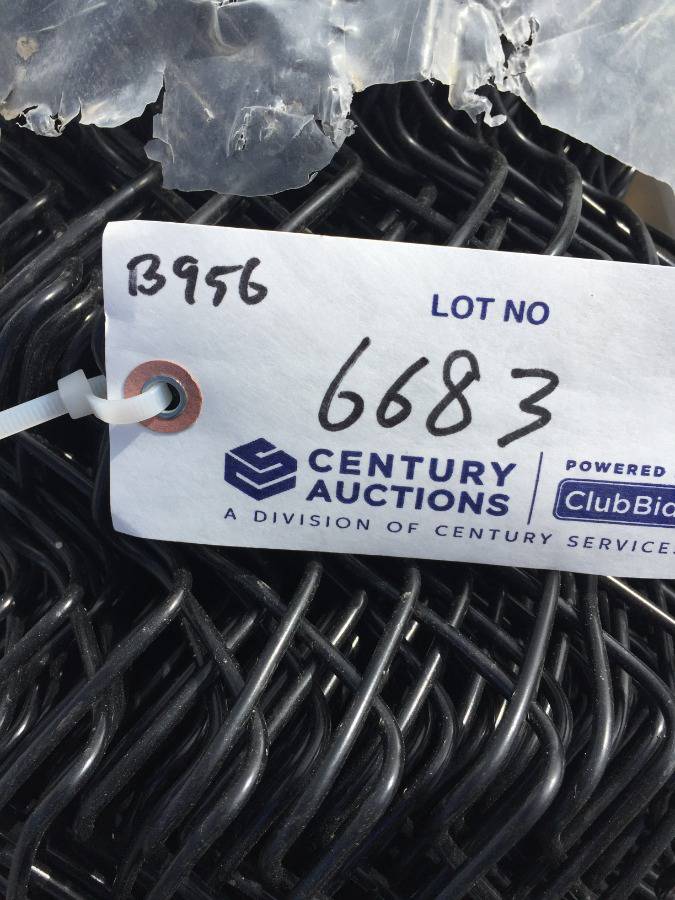 B956
LOT NO
6683
CENTURY
AUCTIONS
POWERED
ClubBid
A DIVISION OF CENTURY SERVICES